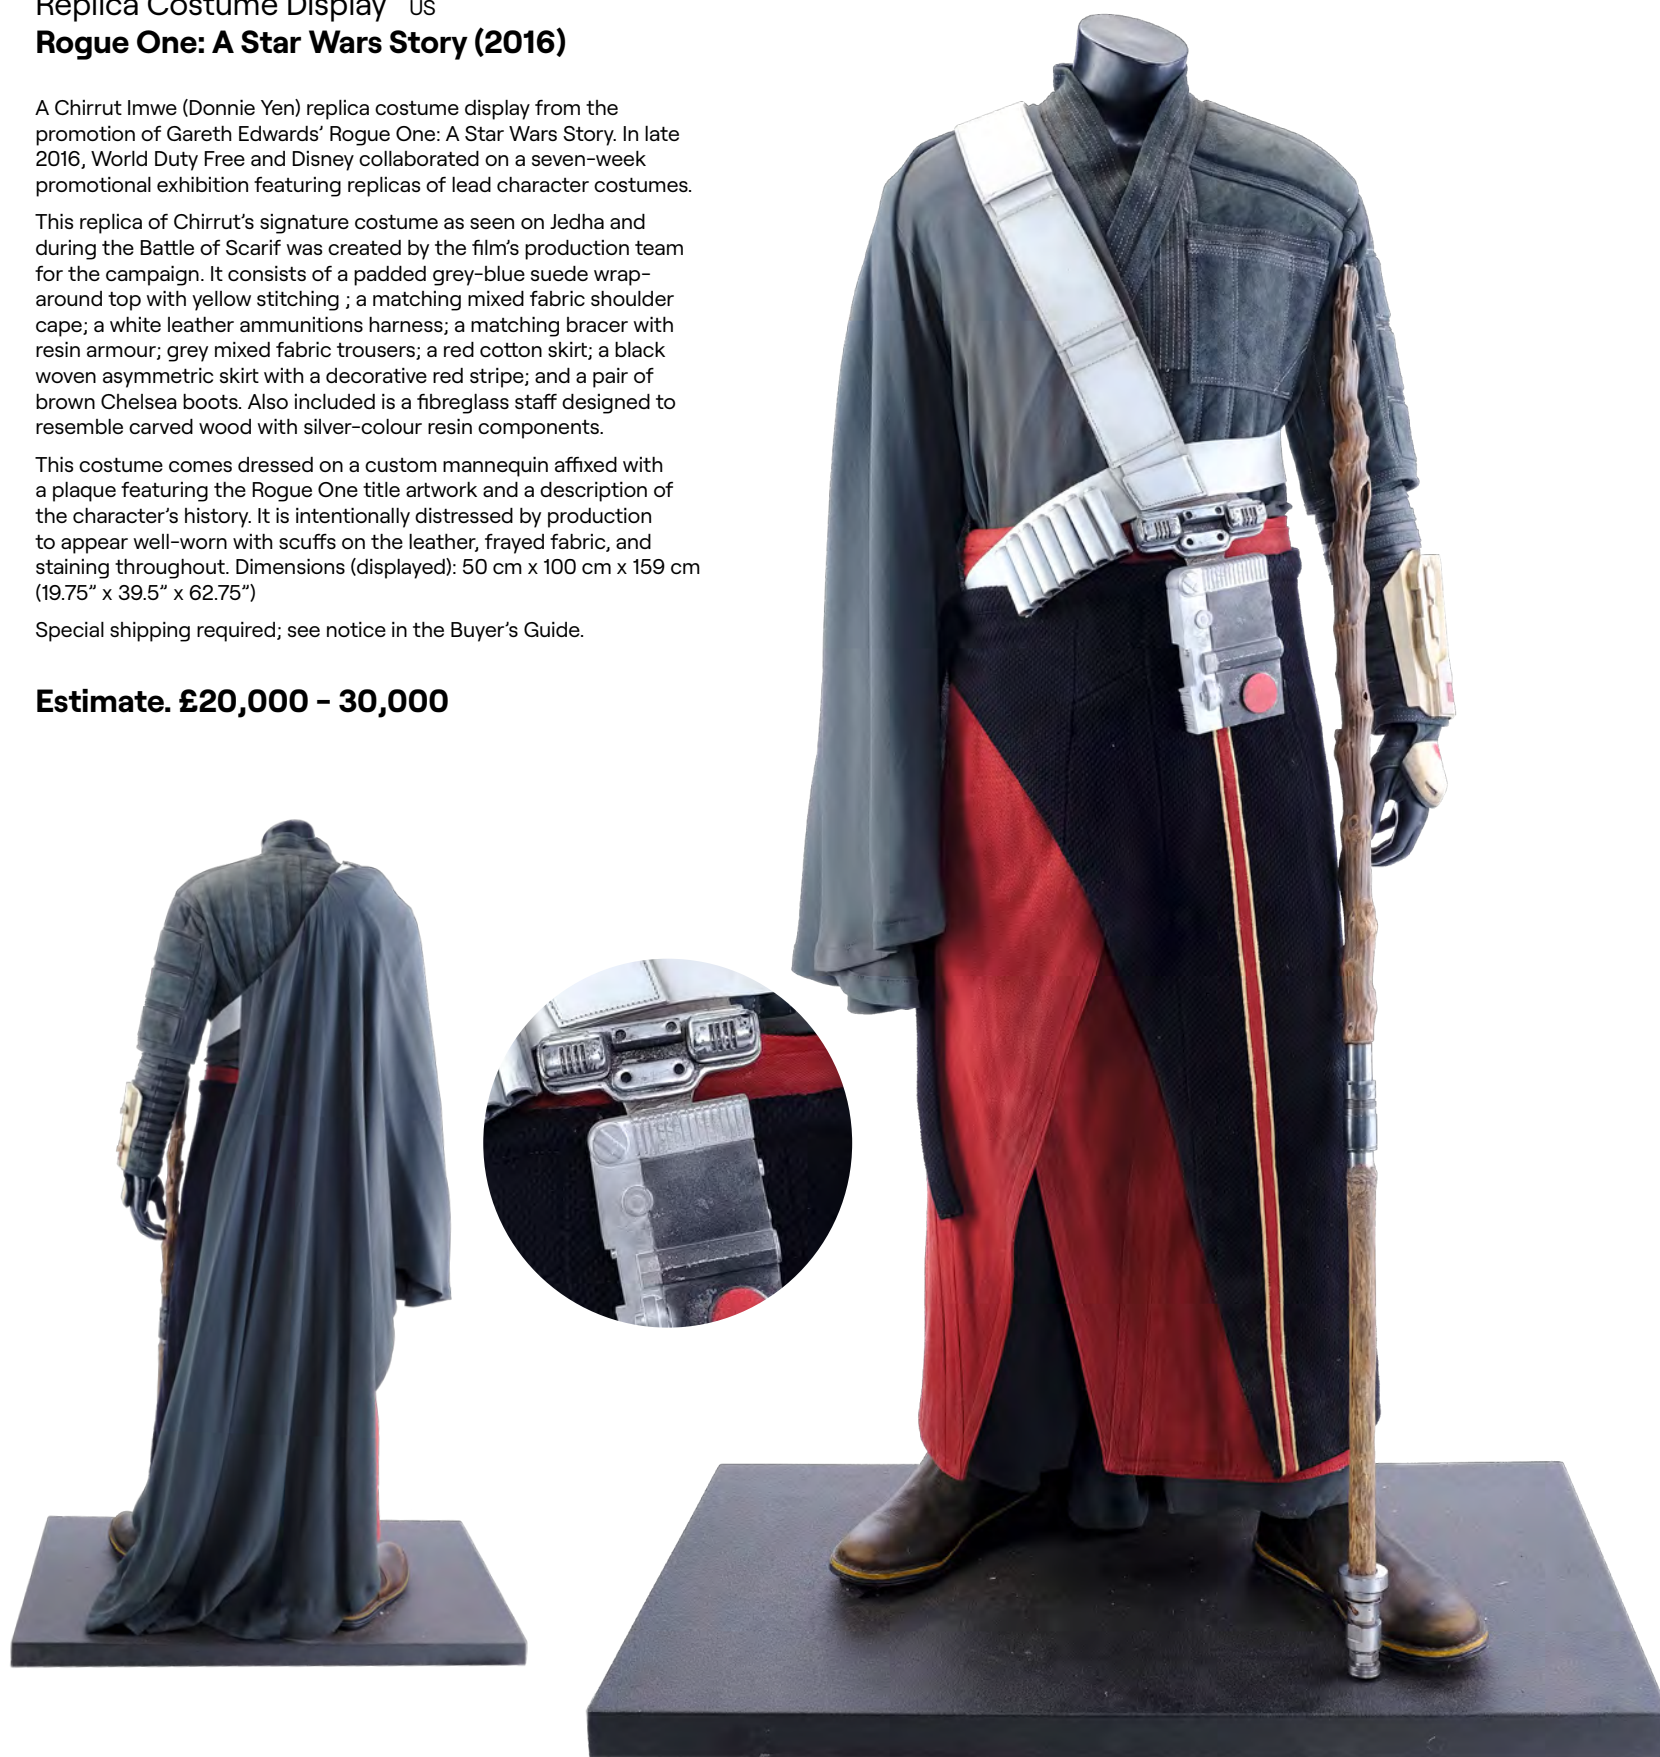 Replica Costume Display US
Rogue One: A Star Wars Story (2016)
A Chirrut Imwe (Donnie Yen) replica costume display from the
promotion of Gareth Edwards’ Rogue One: A Star Wars Story. In late
2016, World Duty Free and Disney collaborated on a seven-week
promotional exhibition featuring replicas of lead character costumes.
This replica of Chirrut’s signature costume as seen on Jedha and
during the Battle of Scarif was created by the film’s production team
for the campaign. It consists of a padded grey-blue suede wrap-
around top with yellow stitching ; a matching mixed fabric shoulder
cape; a white leather ammunitions harness; a matching bracer with
resin armour; grey mixed fabric trousers; a red cotton skirt; a black
woven asymmetric skirt with a decorative red stripe; and a pair of
brown Chelsea boots. Also included is a fibreglass staff designed to
resemble carved wood with silver-colour resin components.
This costume comes dressed on a custom mannequin affixed with
a plaque featuring the Rogue One title artwork and a description of
the character’s history. It is intentionally distressed by production
to appear well-worn with scuffs on the leather, frayed fabric, and
staining throughout. Dimensions (displayed): 50 cm x 100 cm x 159 cm
(19.75” x 39.5” x 62.75”)
Special shipping required; see notice in the Buyer’s Guide.
Estimate. £20,000 - 30,000